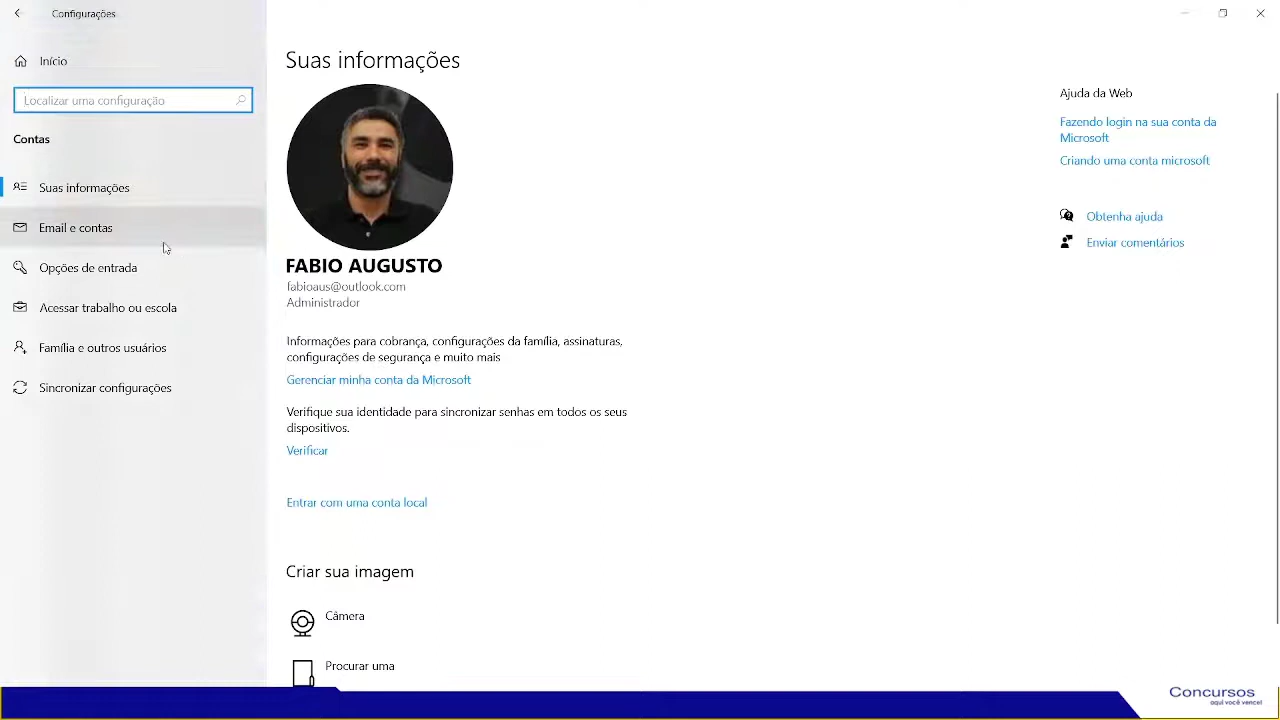 Configurações
Início
Localizar uma configuração
Contas
Suas informações
Email e contas
Opções de entrada
Acessar trabalho ou escola
Família e outros usuários
Sincronizar configurações
Suas informações
FABIO AUGUSTO
fabioaus@outlook.com
Administrador
Informações para cobrança, configurações da família, assinaturas,
configurações de segurança e muito mais
Gerenciar minha conta da Microsoft
Verifique sua identidade para sincronizar senhas em todos os seus
dispositivos.
Verificar
Entrar com uma conta local
Criar sua imagem
Câmera
Procurar uma
Ajuda da Web
Fazendo login na sua conta da
Microsoft
Criando uma conta microsoft
Obtenha ajuda
Enviar comentários
Concursos
aqui você vence!